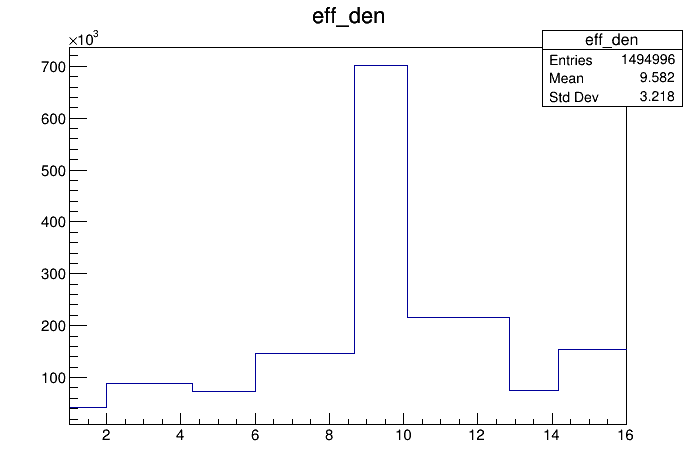 eff_den
×10³
eff_den
Entries 1494996
Mean 9.582
Std Dev 3.218
700
600
500
400
300
200
100
2 4 6 8 10 12 14 16